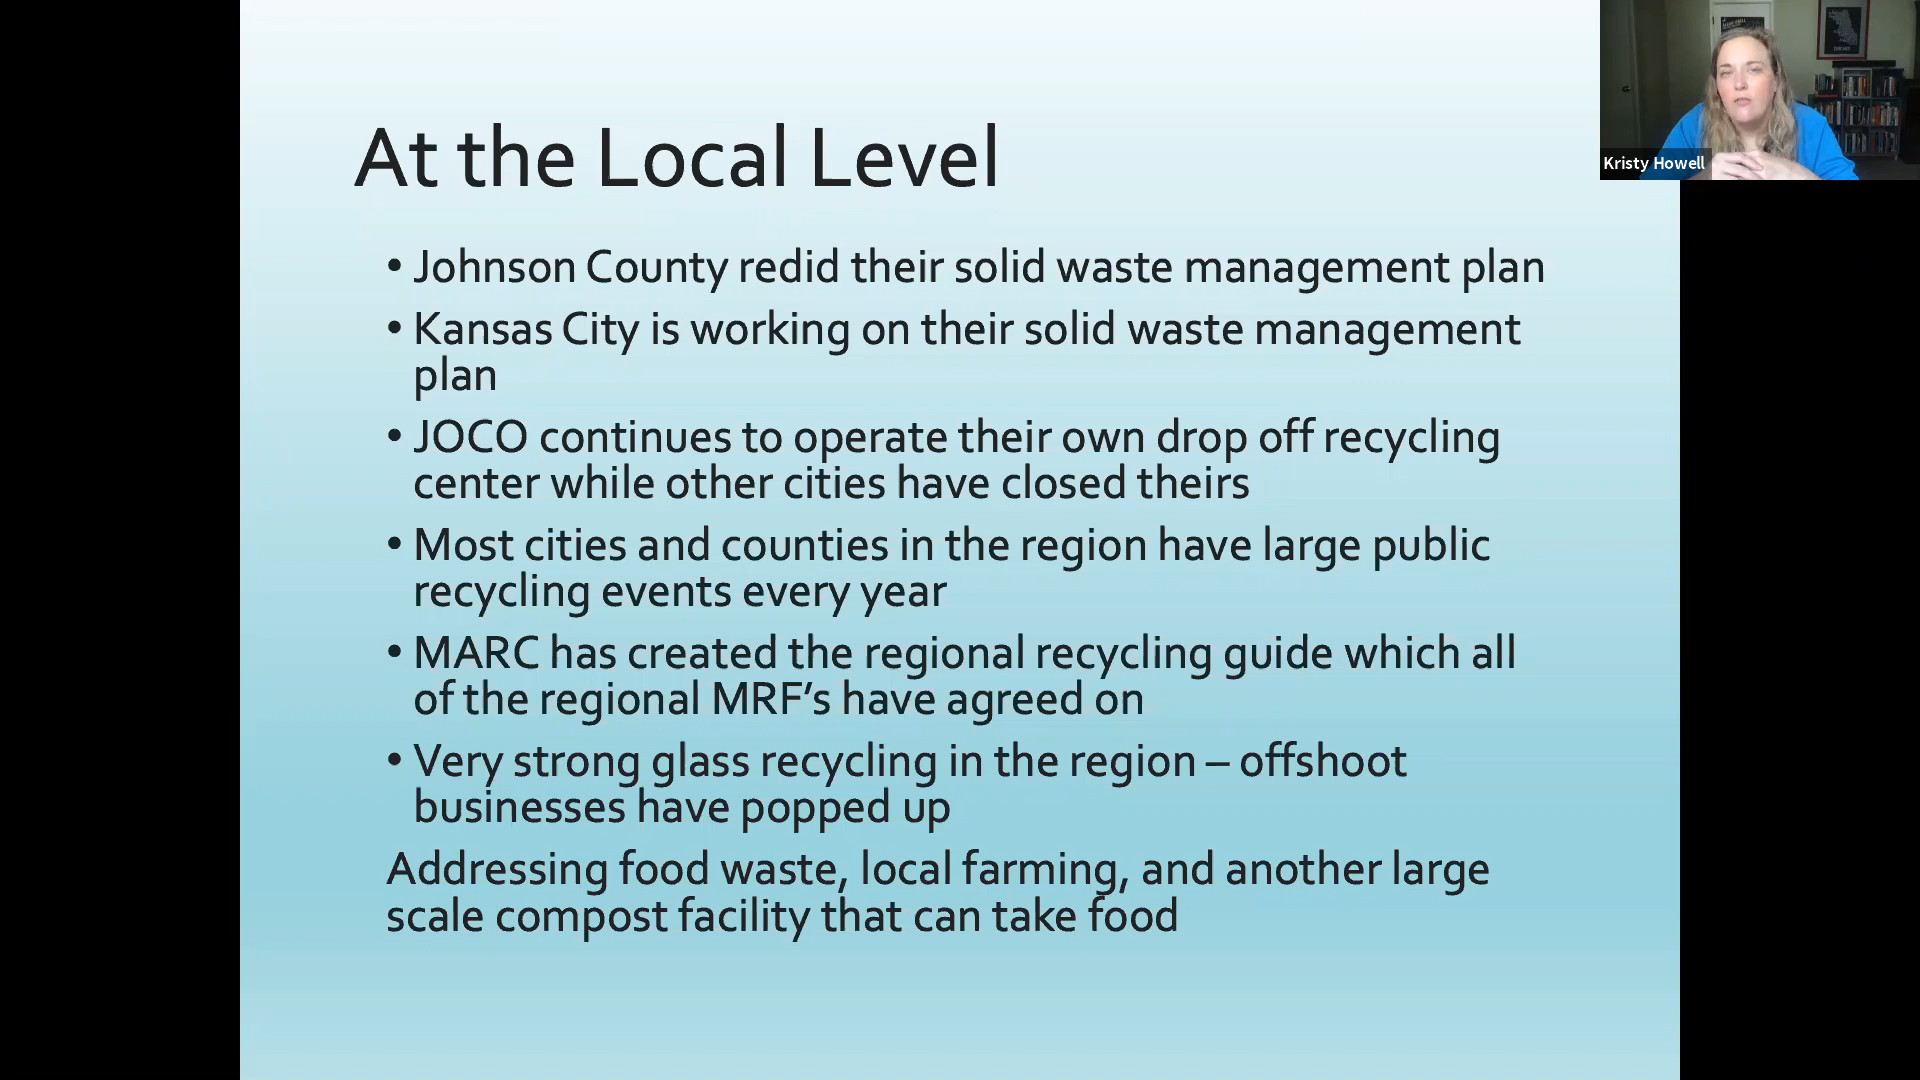 At the Local Level
• Johnson County redid their solid waste management plan
• Kansas City is working on their solid waste management
plan
• JOCO continues to operate their own drop off recycling
center while other cities have closed theirs
• Most cities and counties in the region have large public
recycling events every year
• MARC has created the regional recycling guide which all
of the regional MRF’s have agreed on
• Very strong glass recycling in the region – offshoot
businesses have popped up
Addressing food waste, local farming, and another large
scale compost facility that can take food
Kristy Howell